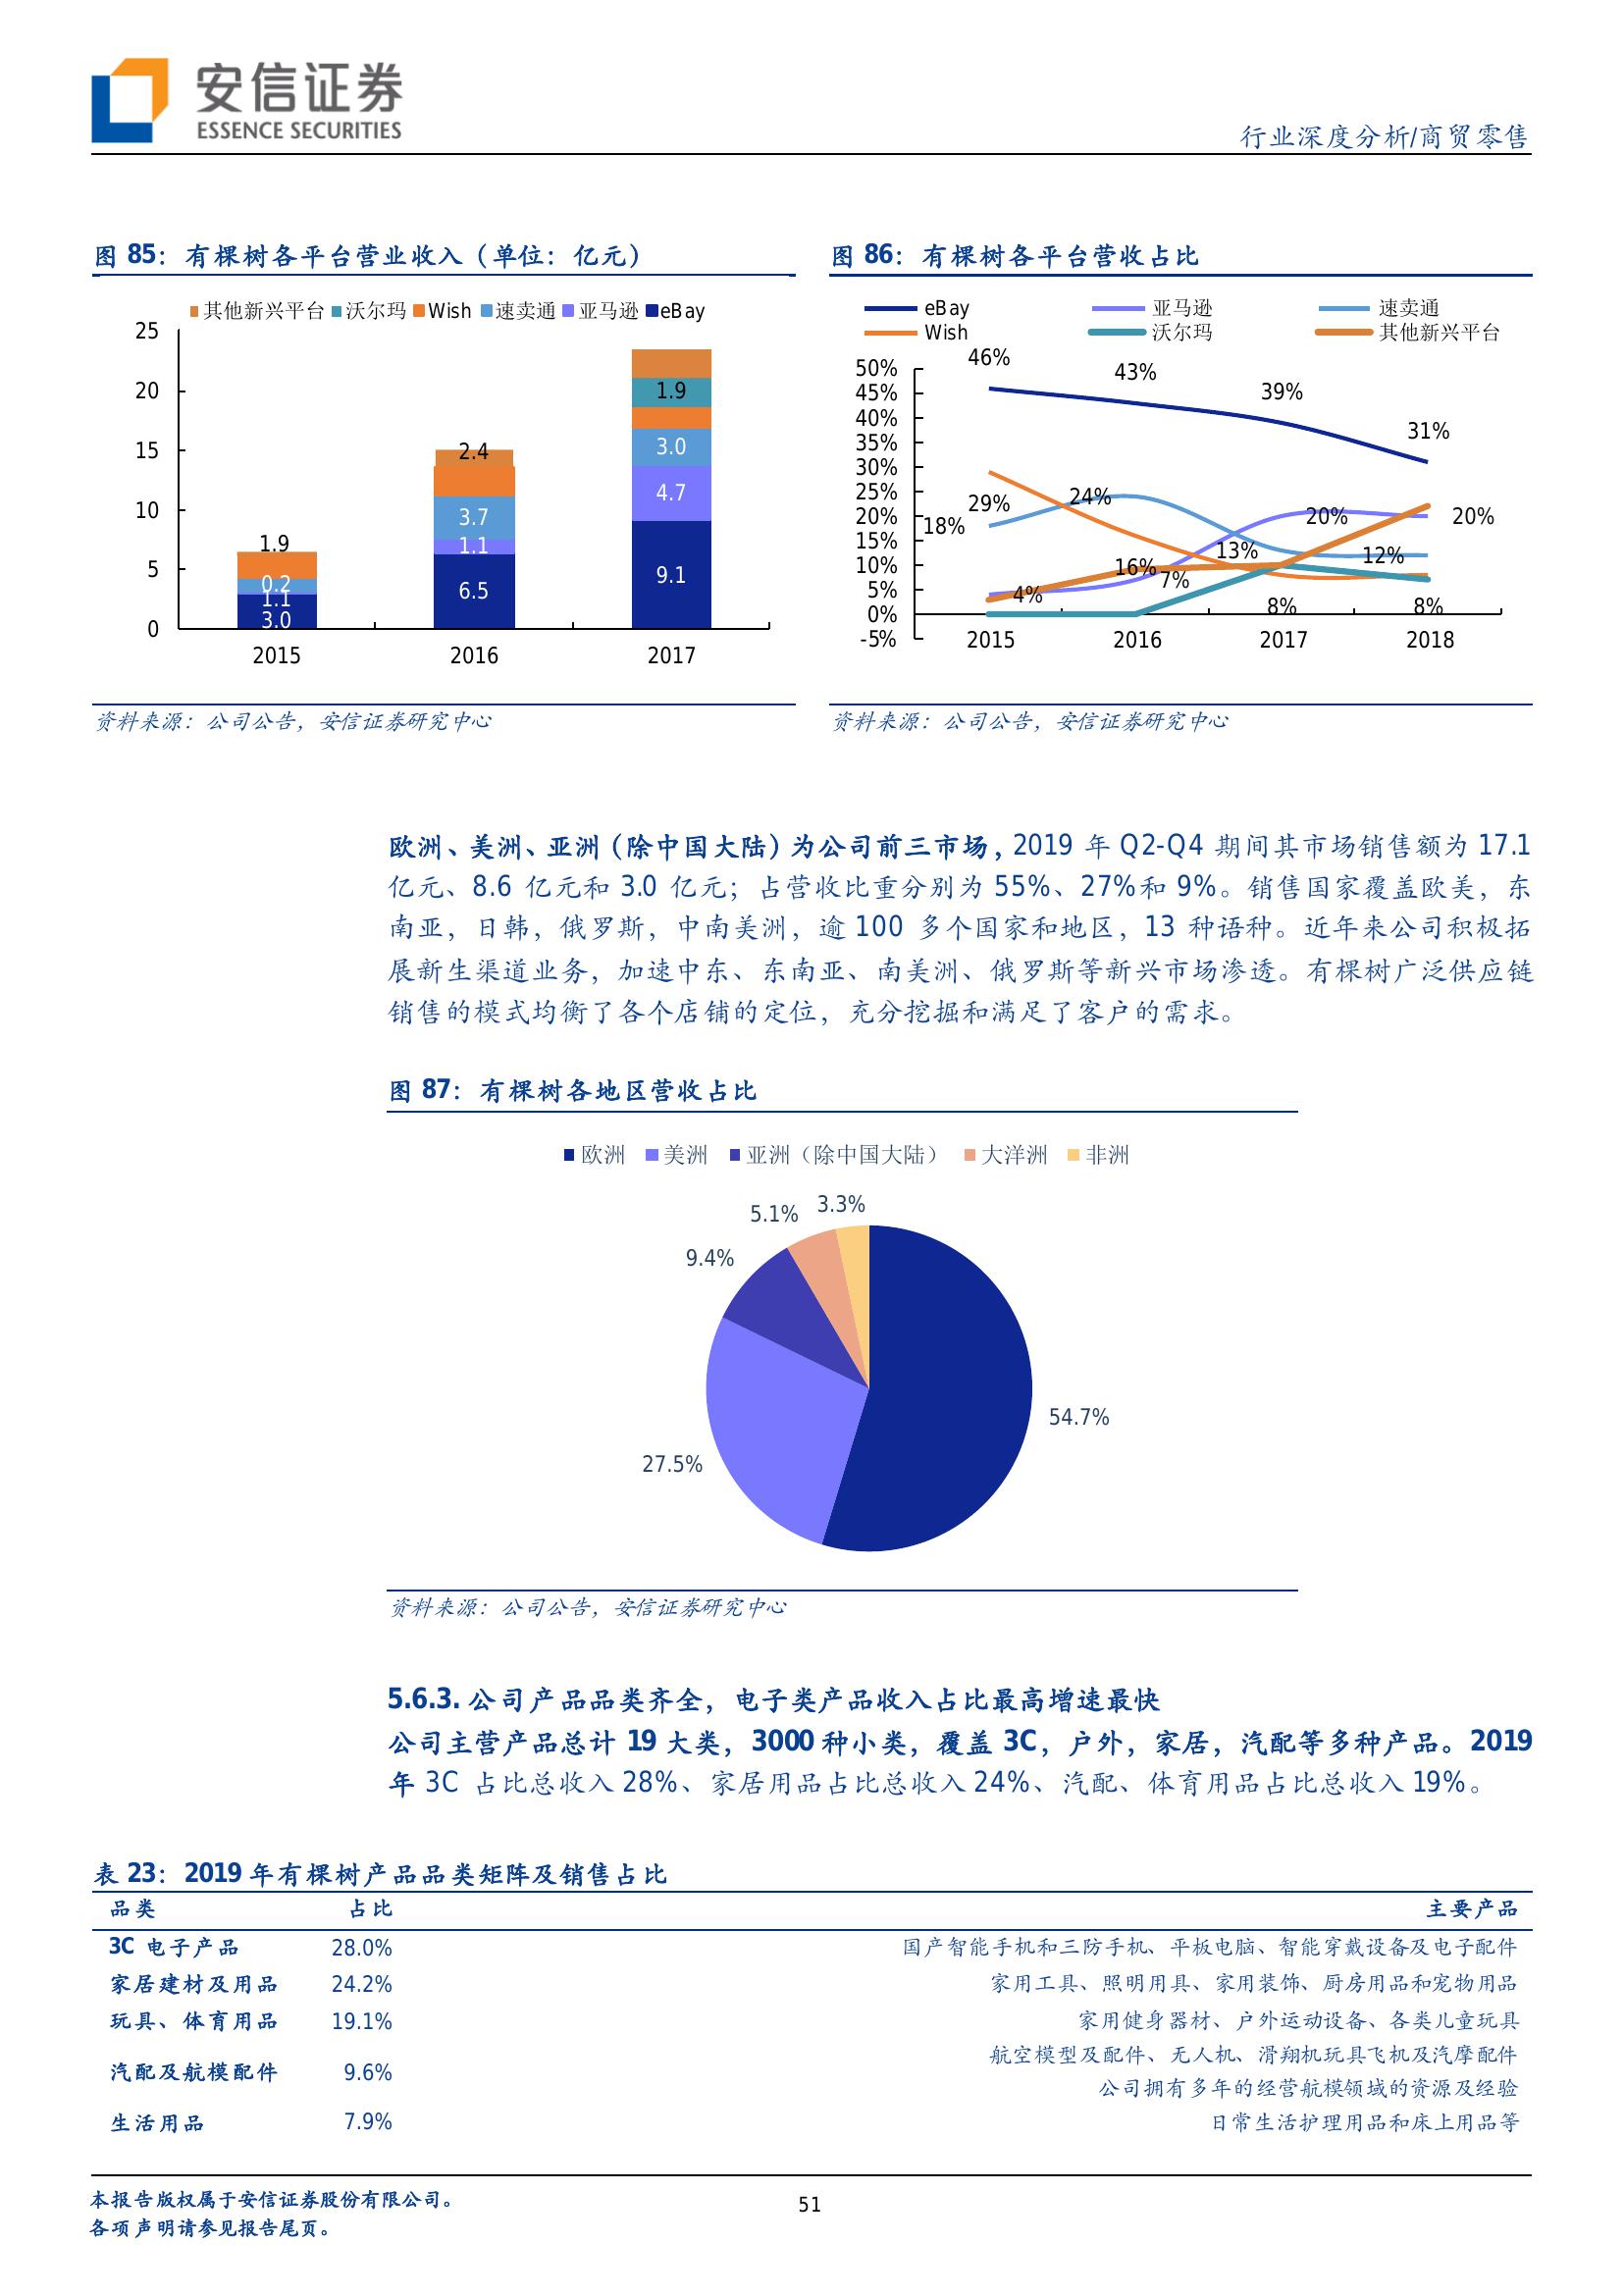 安信证券
ESSENCE SECURITIES
行业深度分析/商贸零售
图 85：有棵树各平台营业收入（单位：亿元）
其他新兴平台 沃尔玛 Wish 速卖通 亚马逊 eBay
25
20
15
10
5
0
1.9
0.2
1.1
3.0
2.4
3.7
1.1
6.5
1.9
3.0
4.7
9.1
2015 2016 2017
资料来源：公司公告，安信证券研究中心
图 86：有棵树各平台营收占比
eBay 亚马逊 速卖通
Wish 沃尔玛 其他新兴平台
50%
45%
40%
35%
30%
25%
20%
15%
10%
5%
0%
-5%
46%
43%
39%
31%
29%
24%
18%
20%
20%
16%
13%
12%
4%
7%
8%
8%
2015 2016 2017 2018
资料来源：公司公告，安信证券研究中心
欧洲、美洲、亚洲（除中国大陆）为公司前三市场，2019 年 Q2-Q4 期间其市场销售额为 17.1
亿元、8.6 亿元和 3.0 亿元；占营收比重分别为 55%、27%和 9%。销售国家覆盖欧美，东
南亚，日韩，俄罗斯，中南美洲，逾 100 多个国家和地区，13 种语种。近年来公司积极拓
展新生渠道业务，加速中东、东南亚、南美洲、俄罗斯等新兴市场渗透。有棵树广泛供应链
销售的模式均衡了各个店铺的定位，充分挖掘和满足了客户的需求。
图 87：有棵树各地区营收占比
欧洲 美洲 亚洲（除中国大陆） 大洋洲 非洲
3.3%
5.1%
9.4%
54.7%
27.5%
资料来源：公司公告，安信证券研究中心
5.6.3. 公司产品品类齐全，电子类产品收入占比最高增速最快
公司主营产品总计 19 大类，3000 种小类，覆盖 3C，户外，家居，汽配等多种产品。2019
年 3C 占比总收入 28%、家居用品占比总收入 24%、汽配、体育用品占比总收入 19%。
表 23：2019 年有棵树产品品类矩阵及销售占比
品类 占比 主要产品
3C 电子产品 28.0% 国产智能手机和三防手机、平板电脑、智能穿戴设备及电子配件
家居建材及用品 24.2% 家用工具、照明用具、家用装饰、厨房用品和宠物用品
玩具、体育用品 19.1% 家用健身器材、户外运动设备、各类儿童玩具
汽配及航模配件 9.6% 航空模型及配件、无人机、滑翔机玩具飞机及汽摩配件
公司拥有多年的经营航模领域的资源及经验
生活用品 7.9% 日常生活护理用品和床上用品等
本报告版权属于安信证券股份有限公司。
各项声明请参见报告尾页。
51